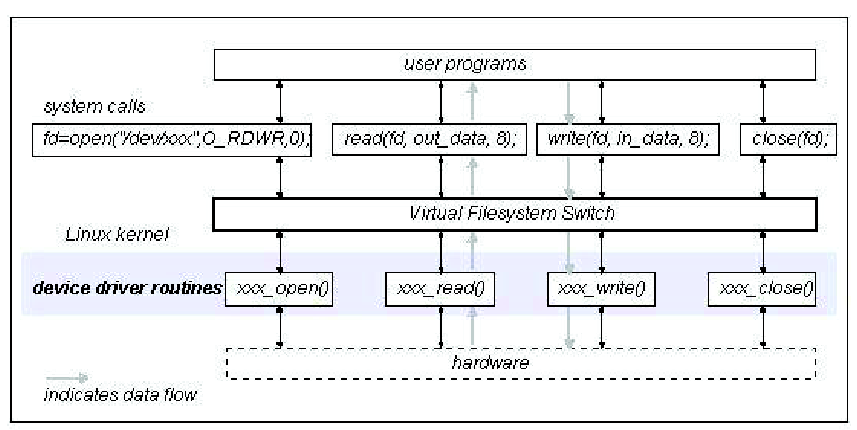 user programs
system calls
fd=open("/dev/xxx",O_RDWR,0);
read(fd, out_data, 8);
write(fd, in_data, 8);
close(fd);
Virtual Filesystem Switch
Linux kernel
device driver routines
xxx_open()
xxx_read()
xxx_write()
xxx_close()
hardware
indicates data flow